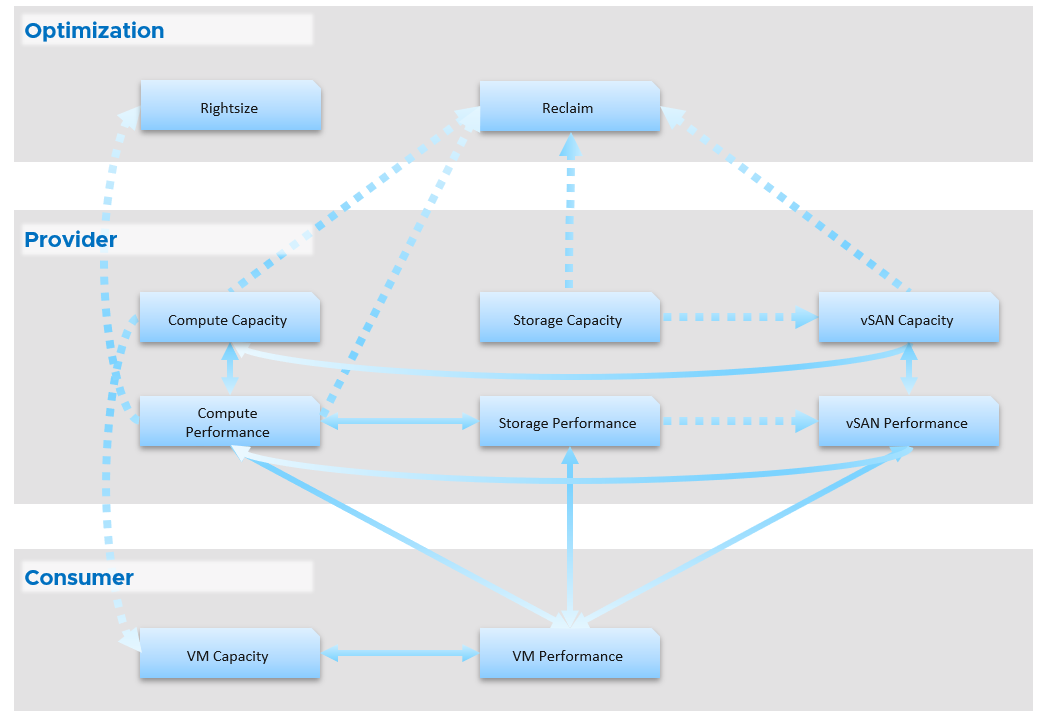 Optimization
Rightsize
Reclaim
Provider
Compute Capacity
Storage Capacity
vSAN Capacity
Compute
Performance
Storage Performance
vSAN Performance
Consumer
VM Capacity
VM Performance